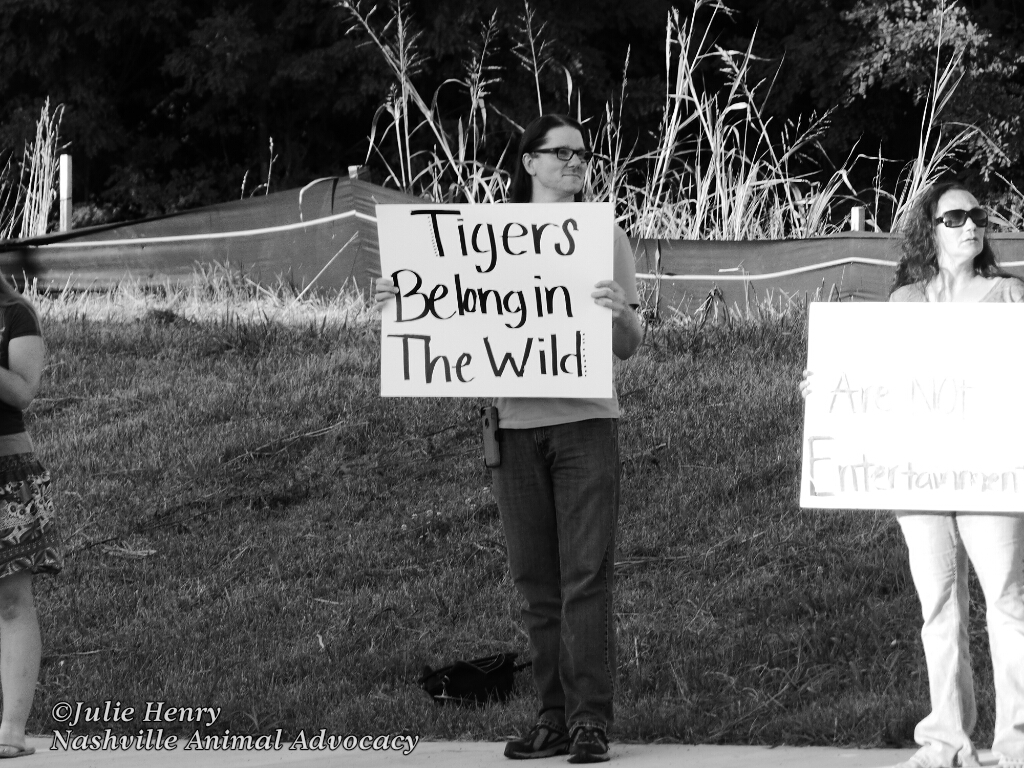 Tigers
Belong in
The Wild!
Are NOT
Entertainment
©Julie Henry
Nashville Animal Advocacy